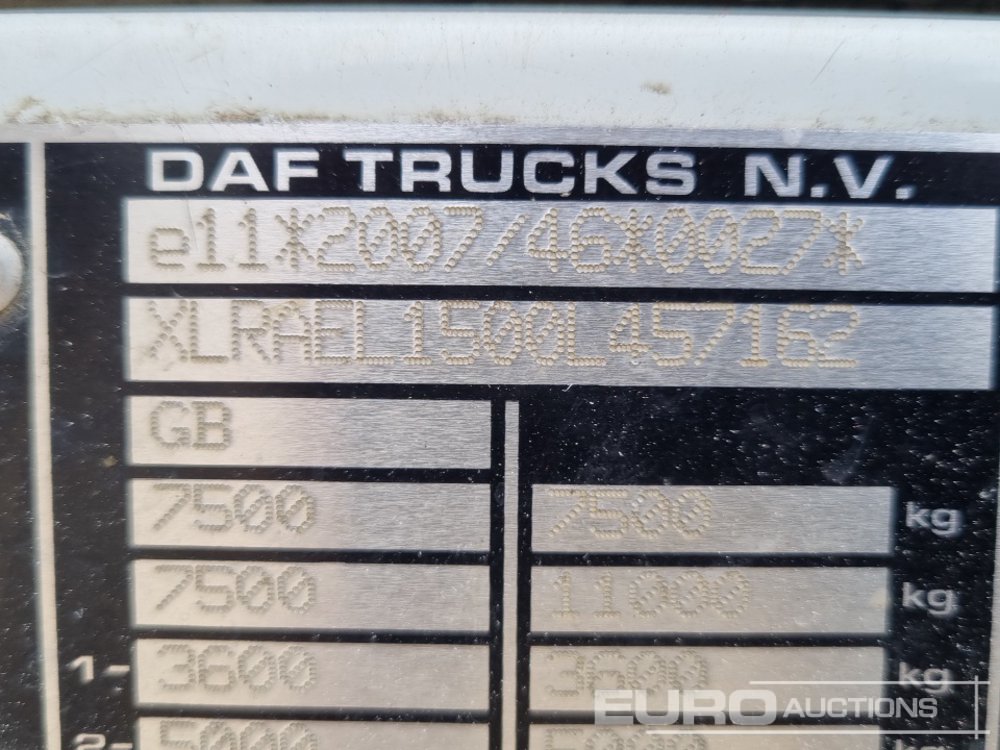 DAF TRUCKS N.V.
e11*2007/46*0027*
XLRAEL1500L457162
GB
7500 7500 kg
7500 11000 kg
1- 3600 3600 kg
2- 5000
EURO AUCTIONS